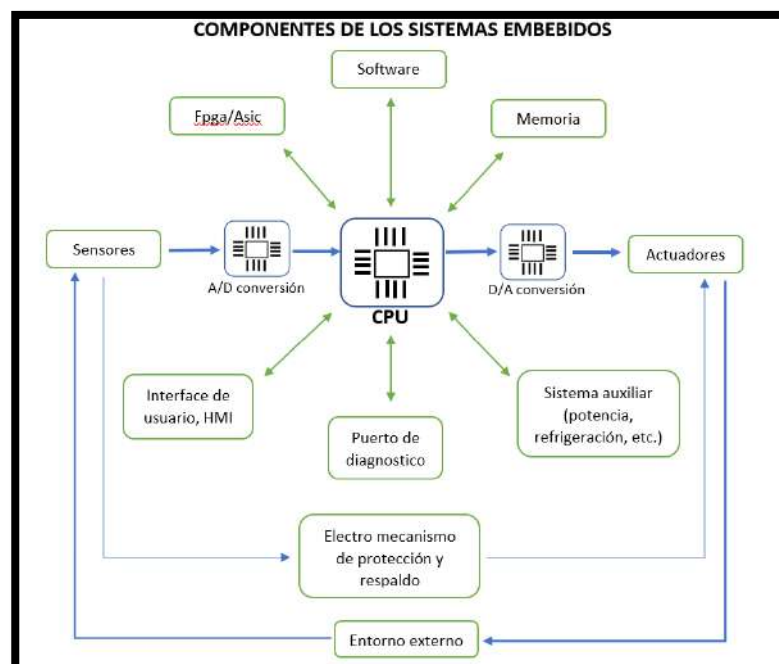 COMPONENTES DE LOS SISTEMAS EMBEBIDOS
Software
Fpga/Asic
Memoria
Sensores
A/D conversión
CPU
D/A conversión
Actuadores
Interface de
usuario, HMI
Puerto de
diagnostico
Sistema auxiliar
(potencia,
refrigeración, etc.)
Electro mecanismo
de protección y
respaldo
Entorno externo